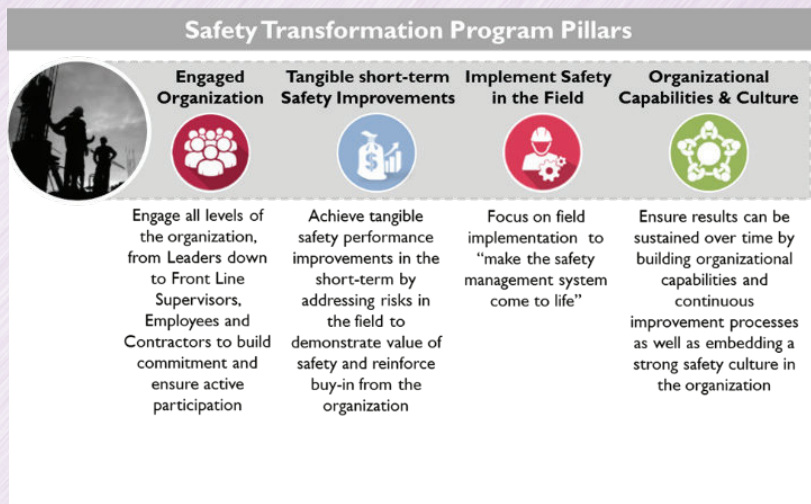 Safety Transformation Program Pillars
Engaged
Organization
Tangible short-term
Safety Improvements
Implement Safety
in the Field
Organizational
Capabilities & Culture
$
Engage all levels of
the organization,
from Leaders down
to Front Line
Supervisors,
Employees and
Contractors to build
commitment and
ensure active
participation
Achieve tangible
safety performance
improvements in the
short-term by
addressing risks in
the field to
demonstrate value of
safety and reinforce
buy-in from the
organization
Focus on field
implementation to
“make the safety
management system
come to life”
Ensure results can be
sustained over time by
building organizational
capabilities and
continuous
improvement processes
as well as embedding a
strong safety culture in
the organization